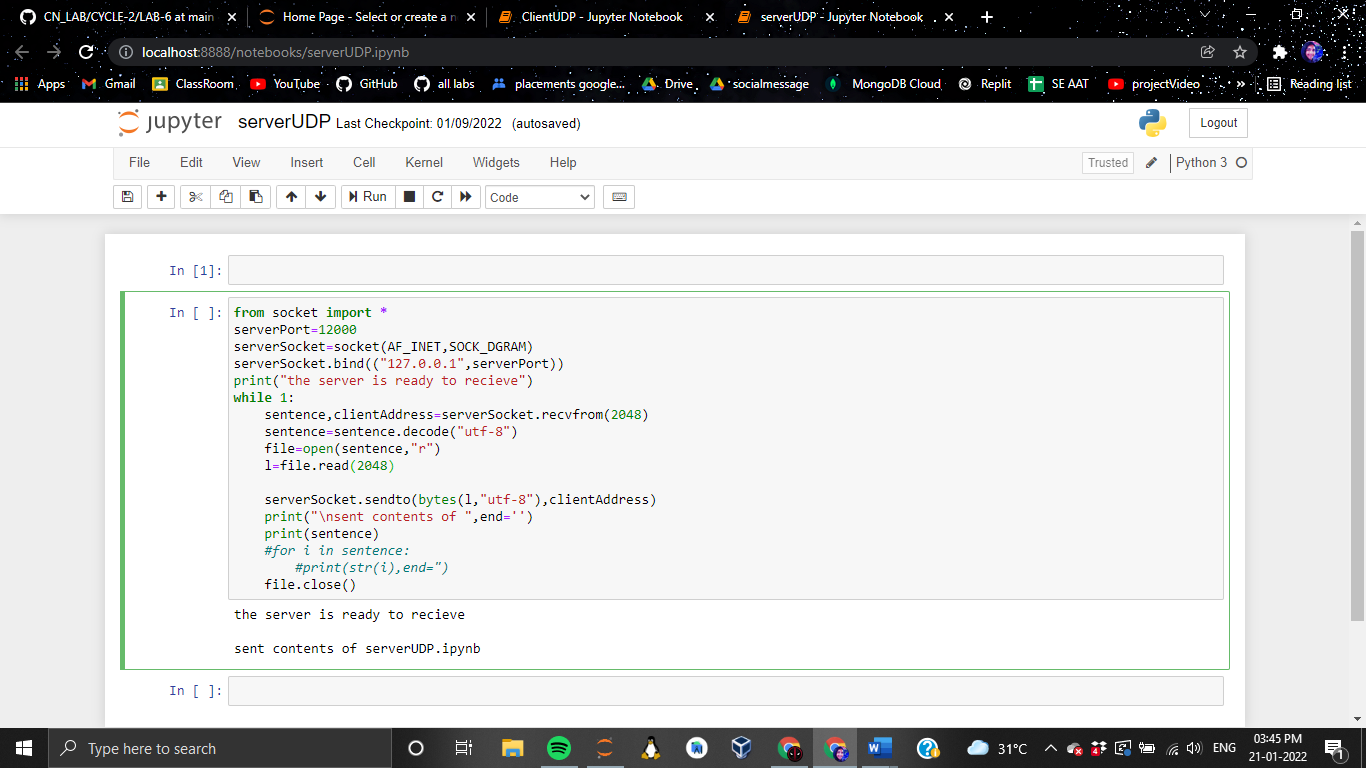 CN_LAB/CYCLE-2/LAB-6 at main
Home Page - Select or create a n
ClientUDP - Jupyter Notebook
serverUDP - Jupyter Notebook
localhost:8888/notebooks/serverUDP.ipynb
Apps Gmail ClassRoom YouTube GitHub all labs placements google... Drive socialmessage MongoDB Cloud Replit SE AAT projectVideo » Reading list
jupyter serverUDP Last Checkpoint: 01/09/2022 (autosaved) Logout
File Edit View Insert Cell Kernel Widgets Help Trusted Python 3
Run Code
In [1]:
In [ ]:
from socket import *
serverPort=12000
serverSocket=socket(AF_INET,SOCK_DGRAM)
serverSocket.bind(("127.0.0.1",serverPort))
print("the server is ready to recieve")
while 1:
    sentence,clientAddress=serverSocket.recvfrom(2048)
    sentence=sentence.decode("utf-8")
    file=open(sentence,"r")
    l=file.read(2048)
    serverSocket.sendto(bytes(l,"utf-8"),clientAddress)
    print("\nsent contents of ",end='')
    print(sentence)
    #for i in sentence:
        #print(str(i),end=")
    file.close()
the server is ready to recieve
sent contents of serverUDP.ipynb
In [ ]:
Type here to search
31°C
ENG
03:45 PM
21-01-2022
4
1